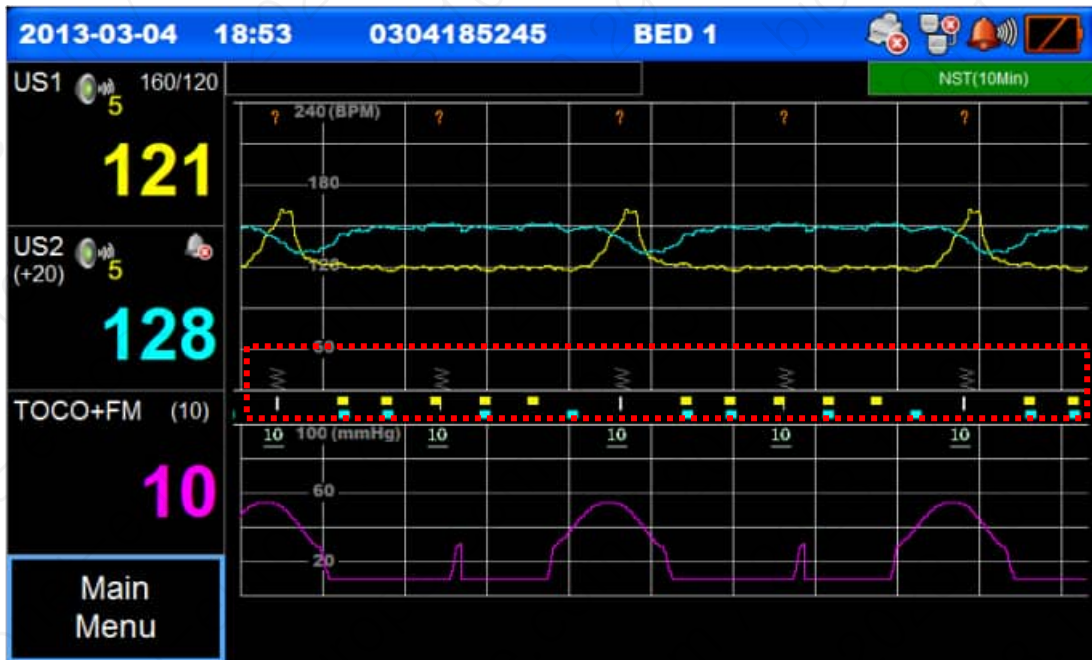 2013-03-04 18:53 0304185245 BED 1
US1 160/120
5
121
NST(10Min)
? ? ? ? ?
240 (BPM)
180
120
60
US2
(+20)
5
128
TOCO+FM (10)
10
10 10 10 10 10
100 (mmHg)
60
20
Main
Menu